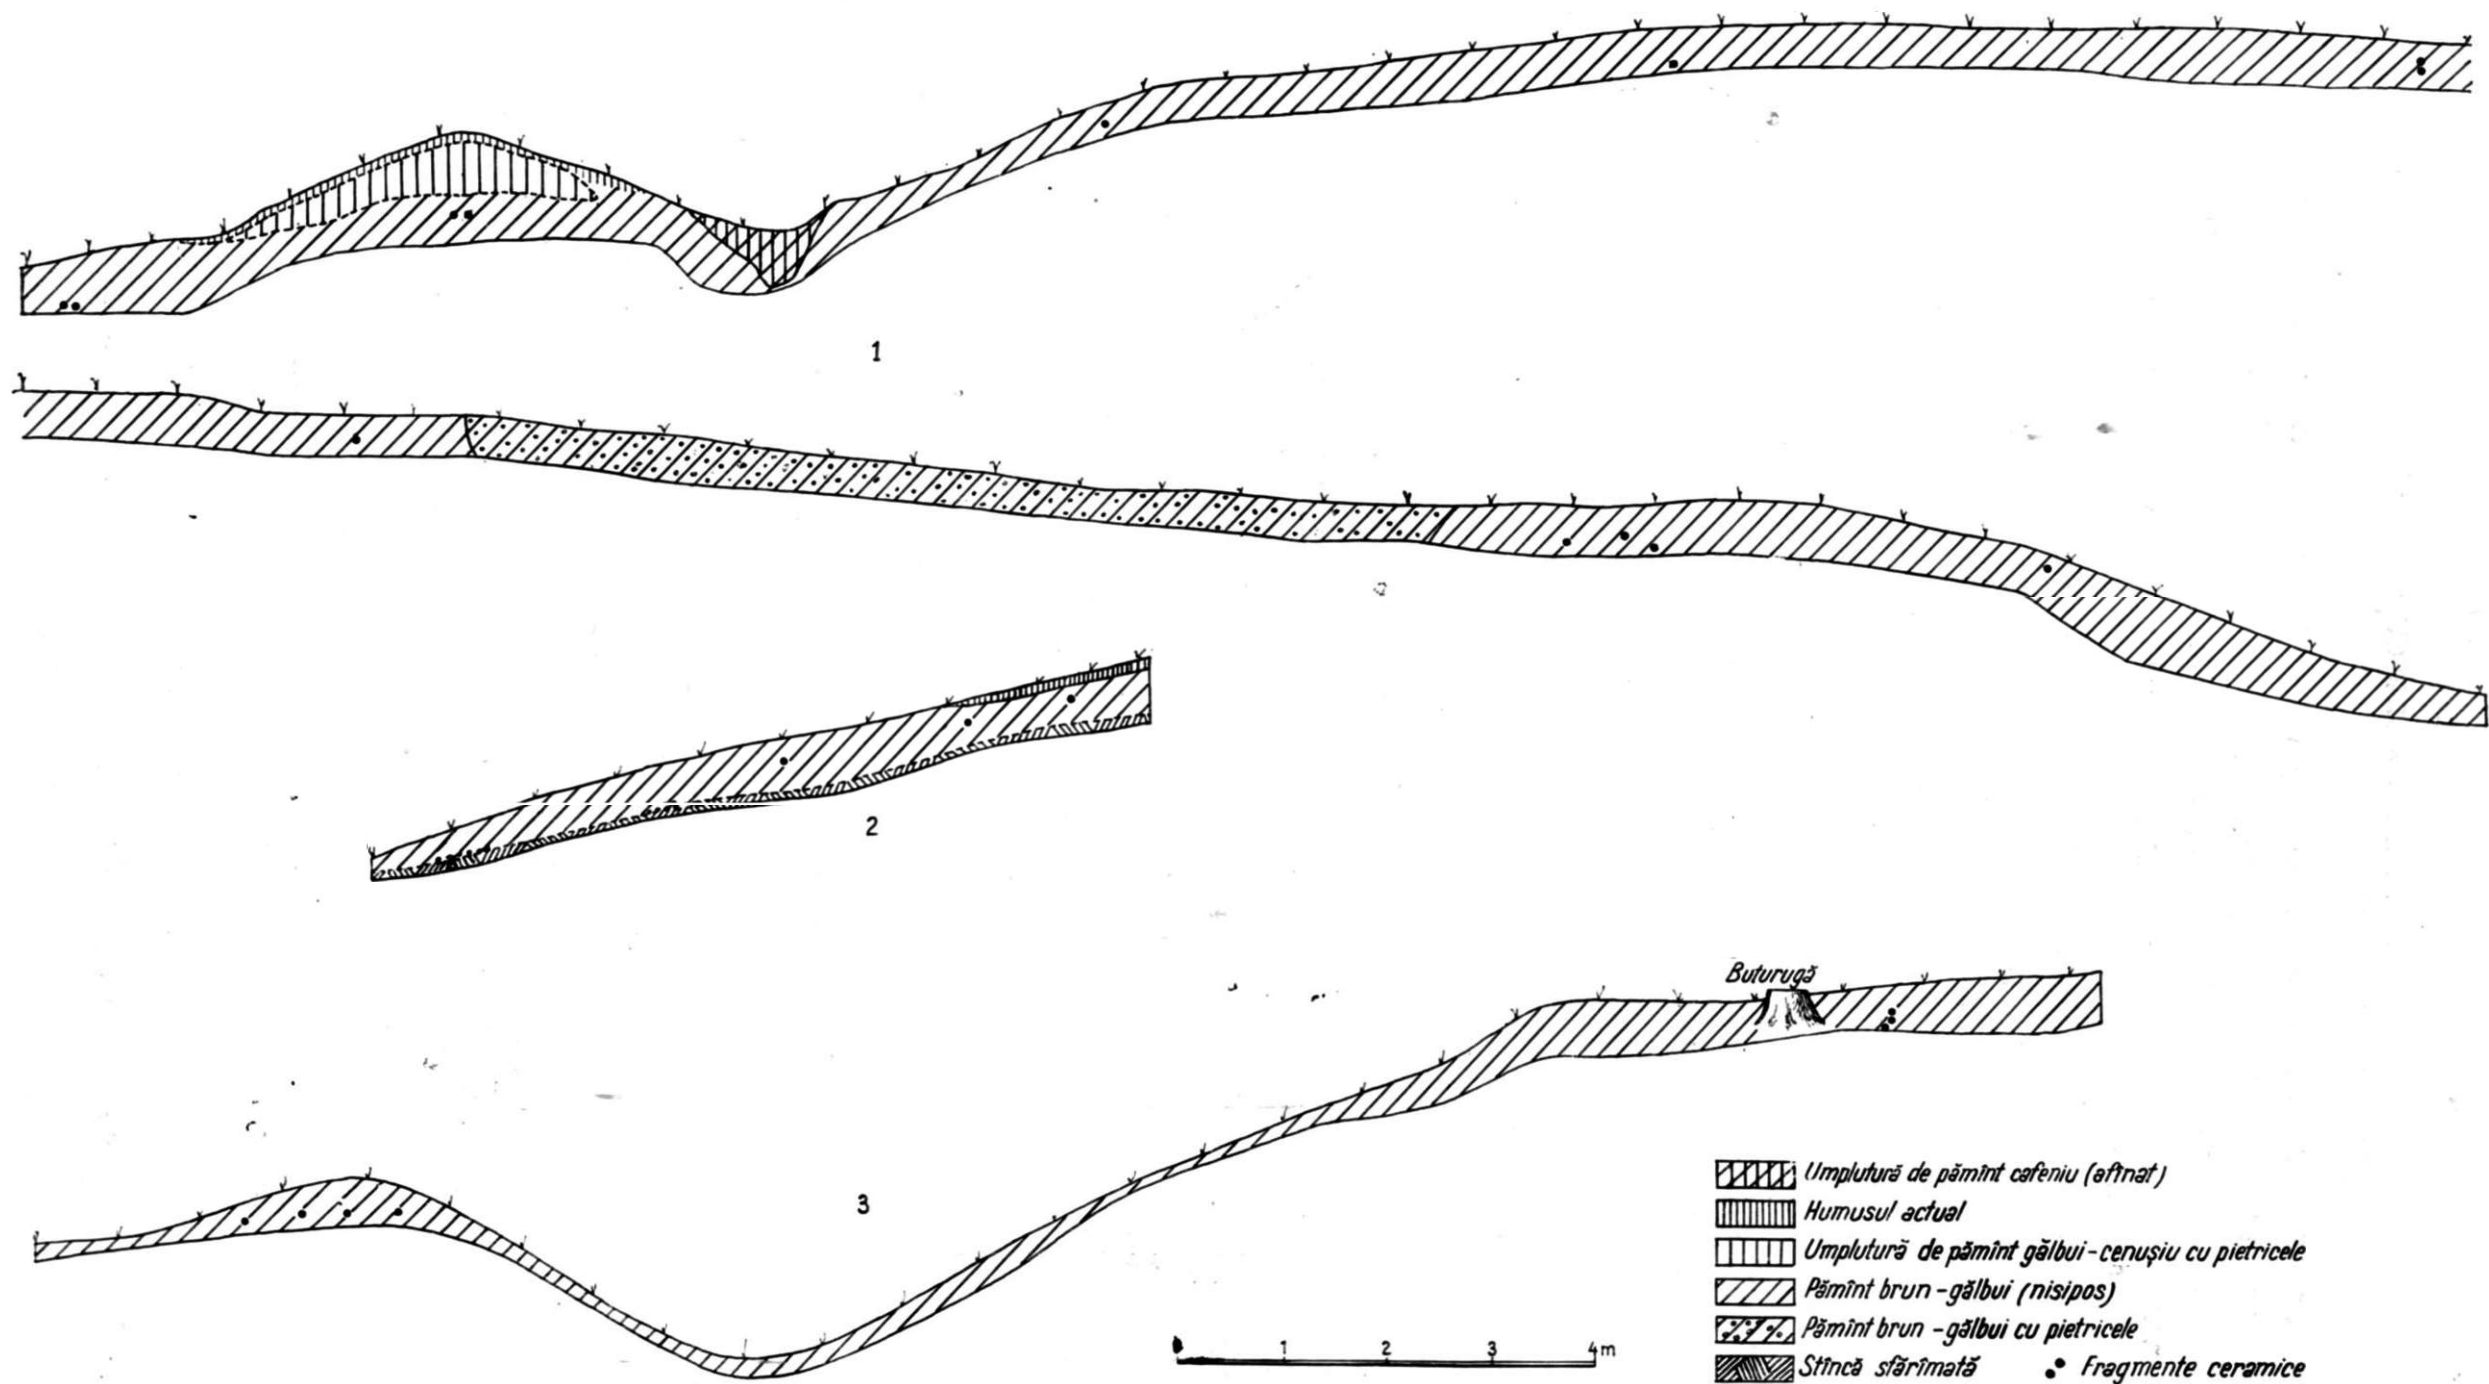 1
2
Buturugă
3
Umplutură de pămînt cafeniu (afînat)
Humusul actual
Umplutură de pămînt gălbui-cenușiu cu pietricele
Pămînt brun-gălbui (nisipos)
Pămînt brun-gălbui cu pietricele
Stîncă sfărîmată
Fragmente ceramice
0 1 2 3 4m